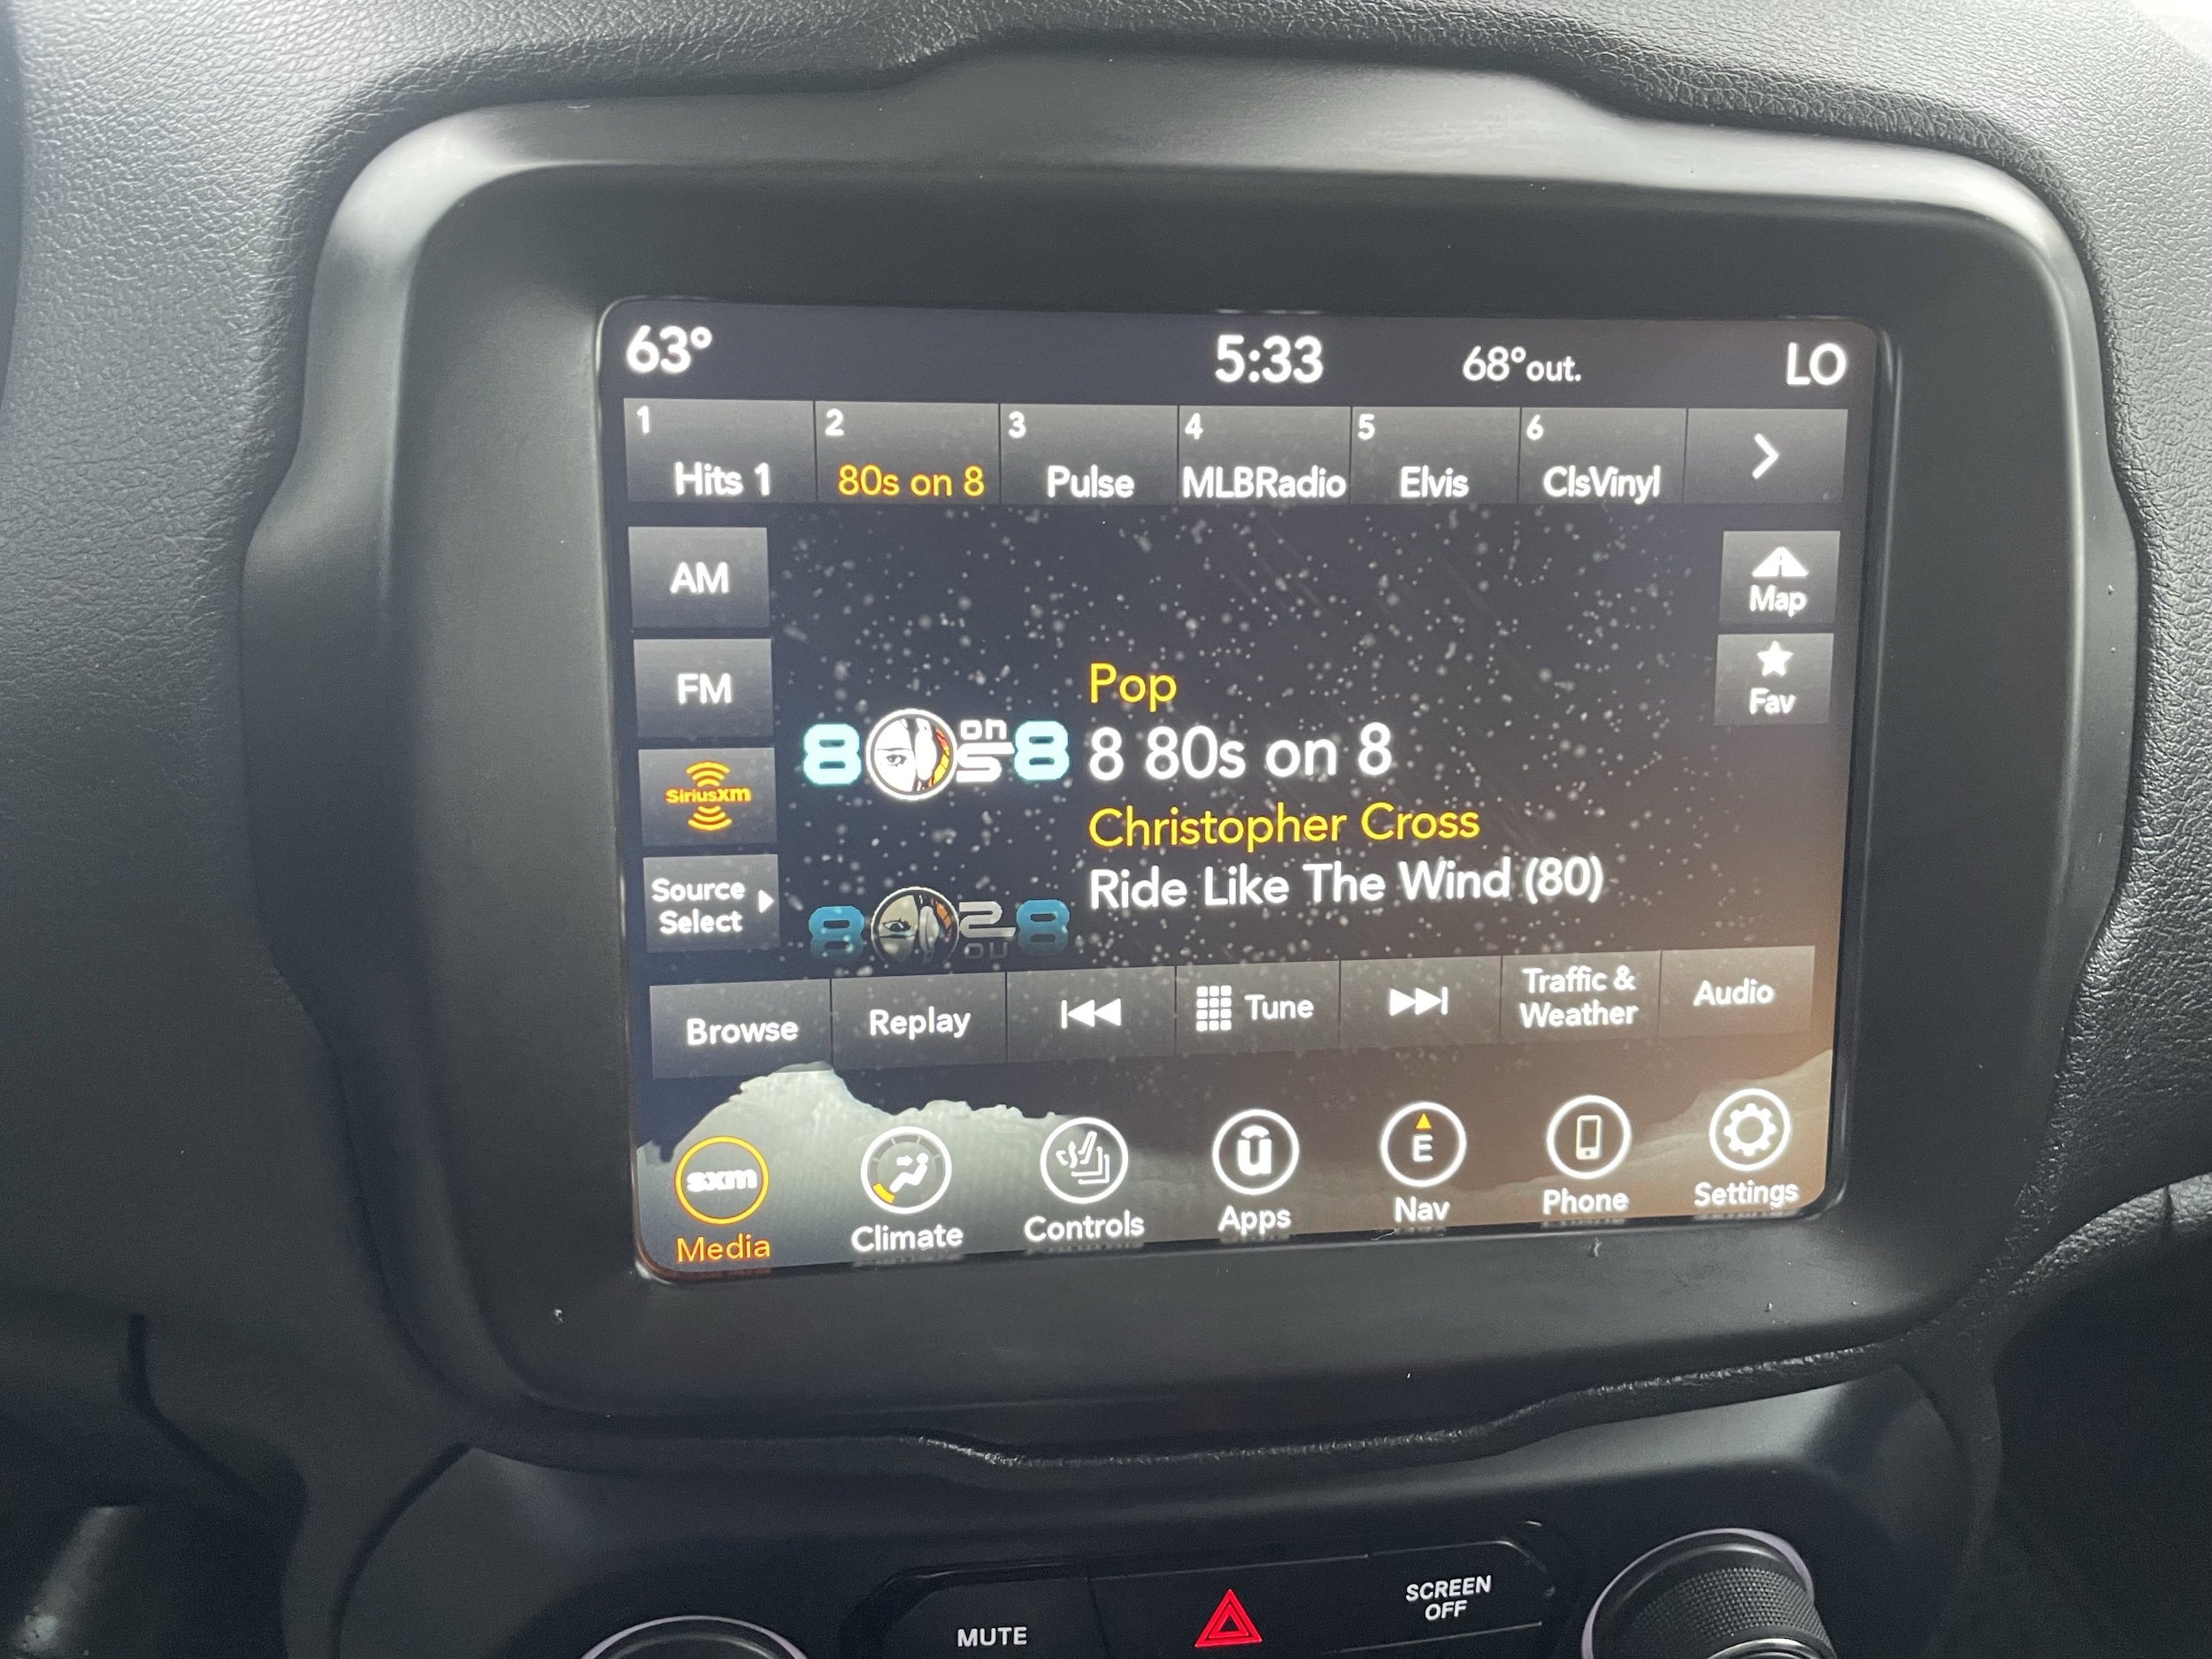 63° 5:33 68°out. LO
1 2 3 4 5 6
Hits 1 80s on 8 Pulse MLBRadio Elvis ClsVinyl
AM
FM
SiriusXM
Source
Select
Map
Fav
80s on 8
Pop
8 80s on 8
Christopher Cross
Ride Like The Wind (80)
Browse Replay Tune Traffic &
Weather Audio
sxm u E
Media Climate Controls Apps Nav Phone Settings
MUTE SCREEN
OFF